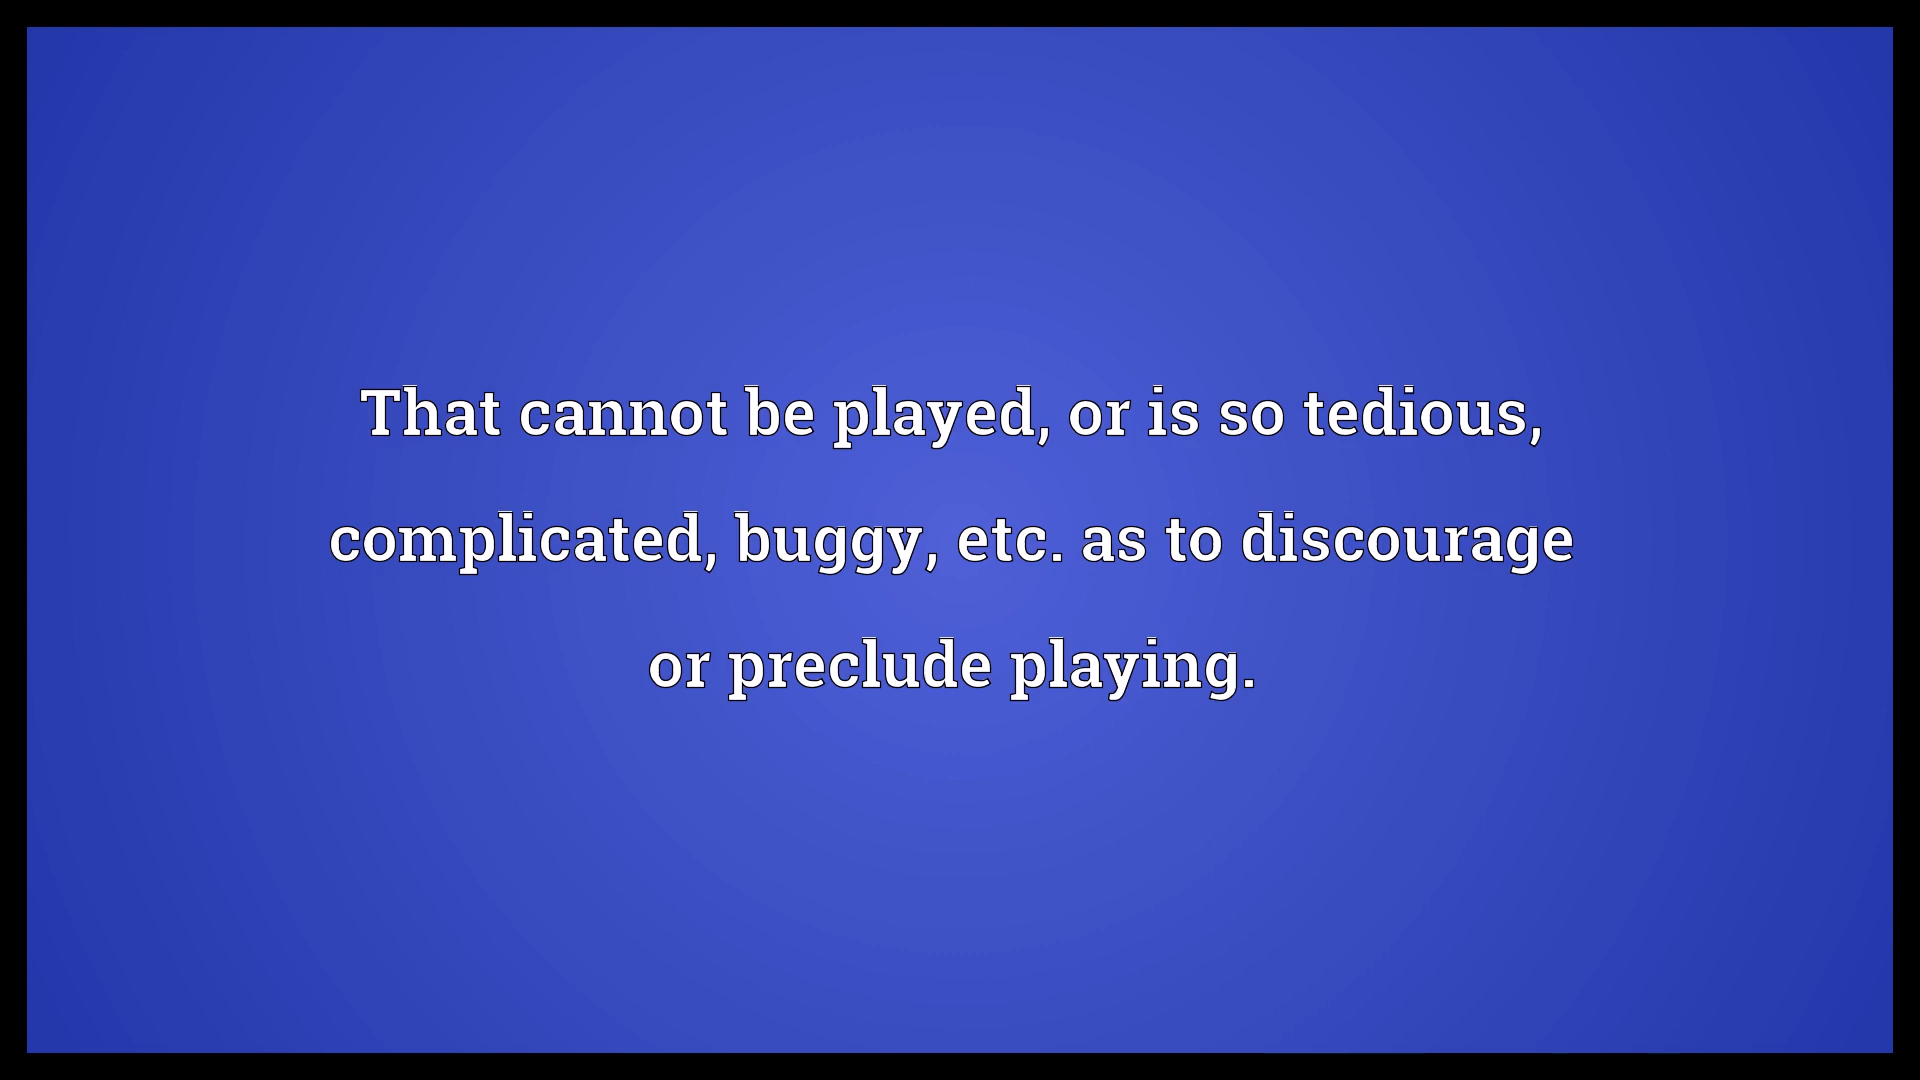 That cannot be played, or is so tedious,
complicated, buggy, etc. as to discourage
or preclude playing.